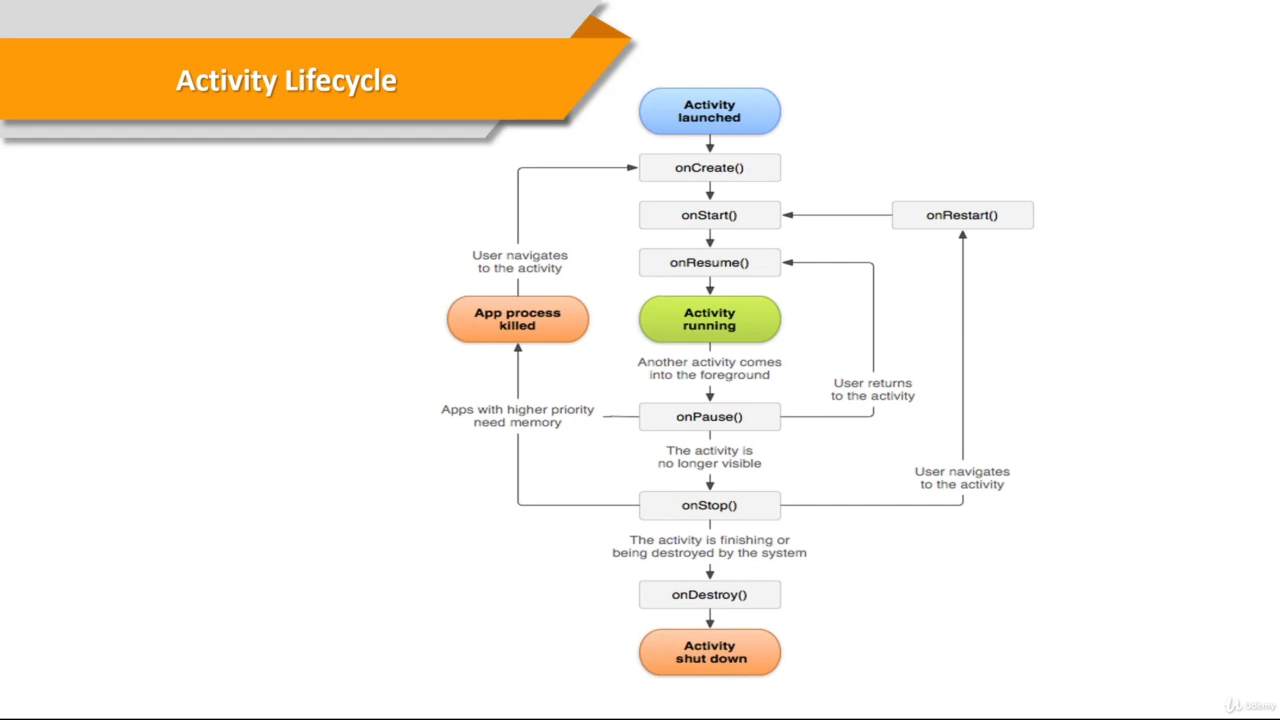 Activity Lifecycle
Activity
launched
onCreate()
onStart()
onRestart()
User navigates
to the activity
onResume()
App process
killed
Activity
running
Another activity comes
into the foreground
User returns
to the activity
Apps with higher priority
need memory
onPause()
The activity is
no longer visible
User navigates
to the activity
onStop()
The activity is finishing or
being destroyed by the system
onDestroy()
Activity
shut down
Udemy